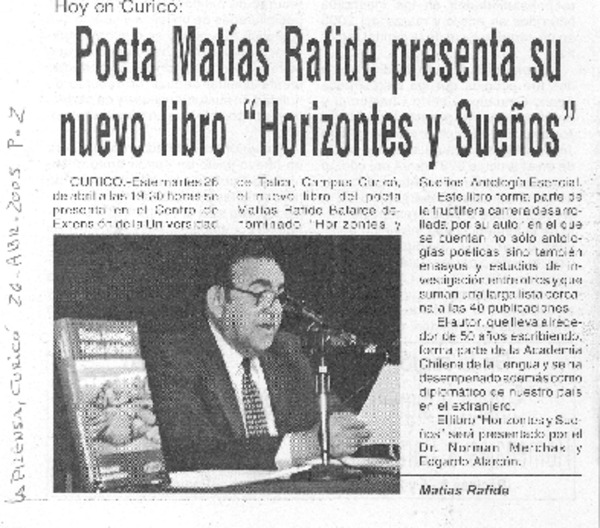 Hoy en Curicó:
Poeta Matías Rafide presenta su
nuevo libro “Horizontes y Sueños”
CURICO.- Este martes 26
de abril a las 19.30 horas se
presenta en el Centro de
Extensión de la Universidad
de Talca, Campus Curicó,
el nuevo libro del poeta
Matías Rafide Batarce de-
nominado “Horizontes y
Sueños” Antología Esencial.
Este libro forma parte de
la fructífera carrera desarro-
llada por su autor en el que
se cuentan no sólo antolo-
gías poéticas sino también
ensayos y estudios de in-
vestigación entre otros y que
suman una larga lista cerca-
na a las 40 publicaciones.
El autor, que lleva alrede-
dor de 50 años escribiendo,
forma parte de la Academia
Chilena de la Lengua y se ha
desempeñado además como
diplomático de nuestro país
en el extranjero.
El libro “Horizontes y Sue-
ños” será presentado por el
Dr. Norman Merchak y
Edgardo Alarcón.
Matías Rafide
La Prensa, Curicó 26-ABR-2005 P-2